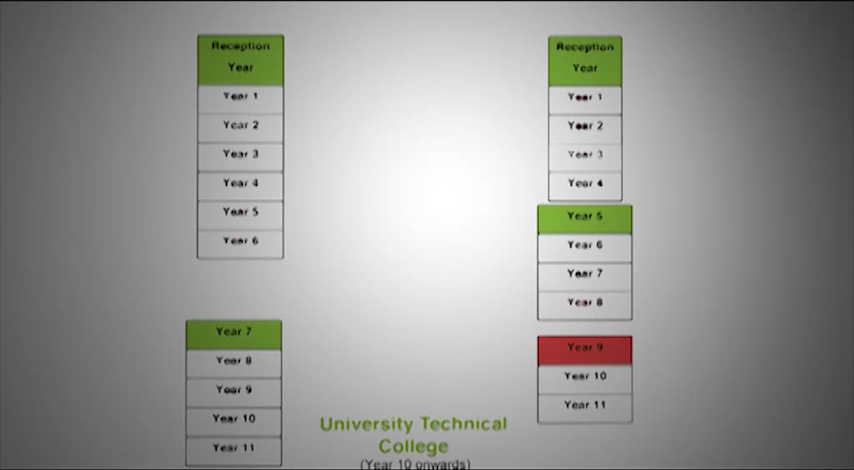 Reception
Year
Year 1
Year 2
Year 3
Year 4
Year 5
Year 6
Year 7
Year 8
Year 9
Year 10
Year 11
Reception
Year
Year 1
Year 2
Year 3
Year 4
Year 5
Year 6
Year 7
Year 8
Year 9
Year 10
Year 11
University Technical
College
(Year 10 onwards)